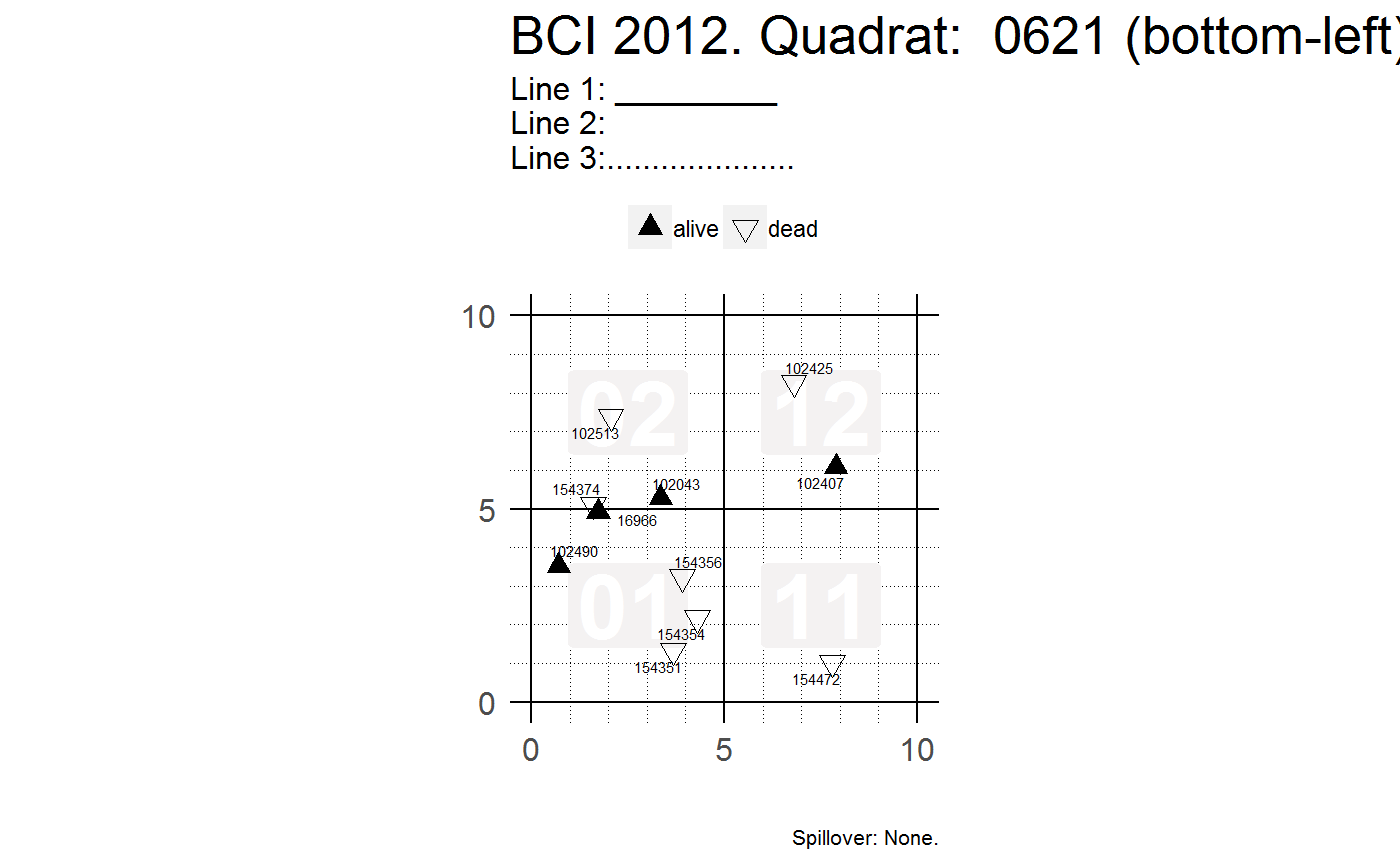 BCI 2012. Quadrat:  0621 (bottom-left)
Line 1: _________
Line 2:
Line 3:.....................
alive dead
10
102425
02 12
102513
102043
102407
154374
5
16966
102490
154356
01 11
154354
154351
154472
0
0 5 10
Spillover: None.